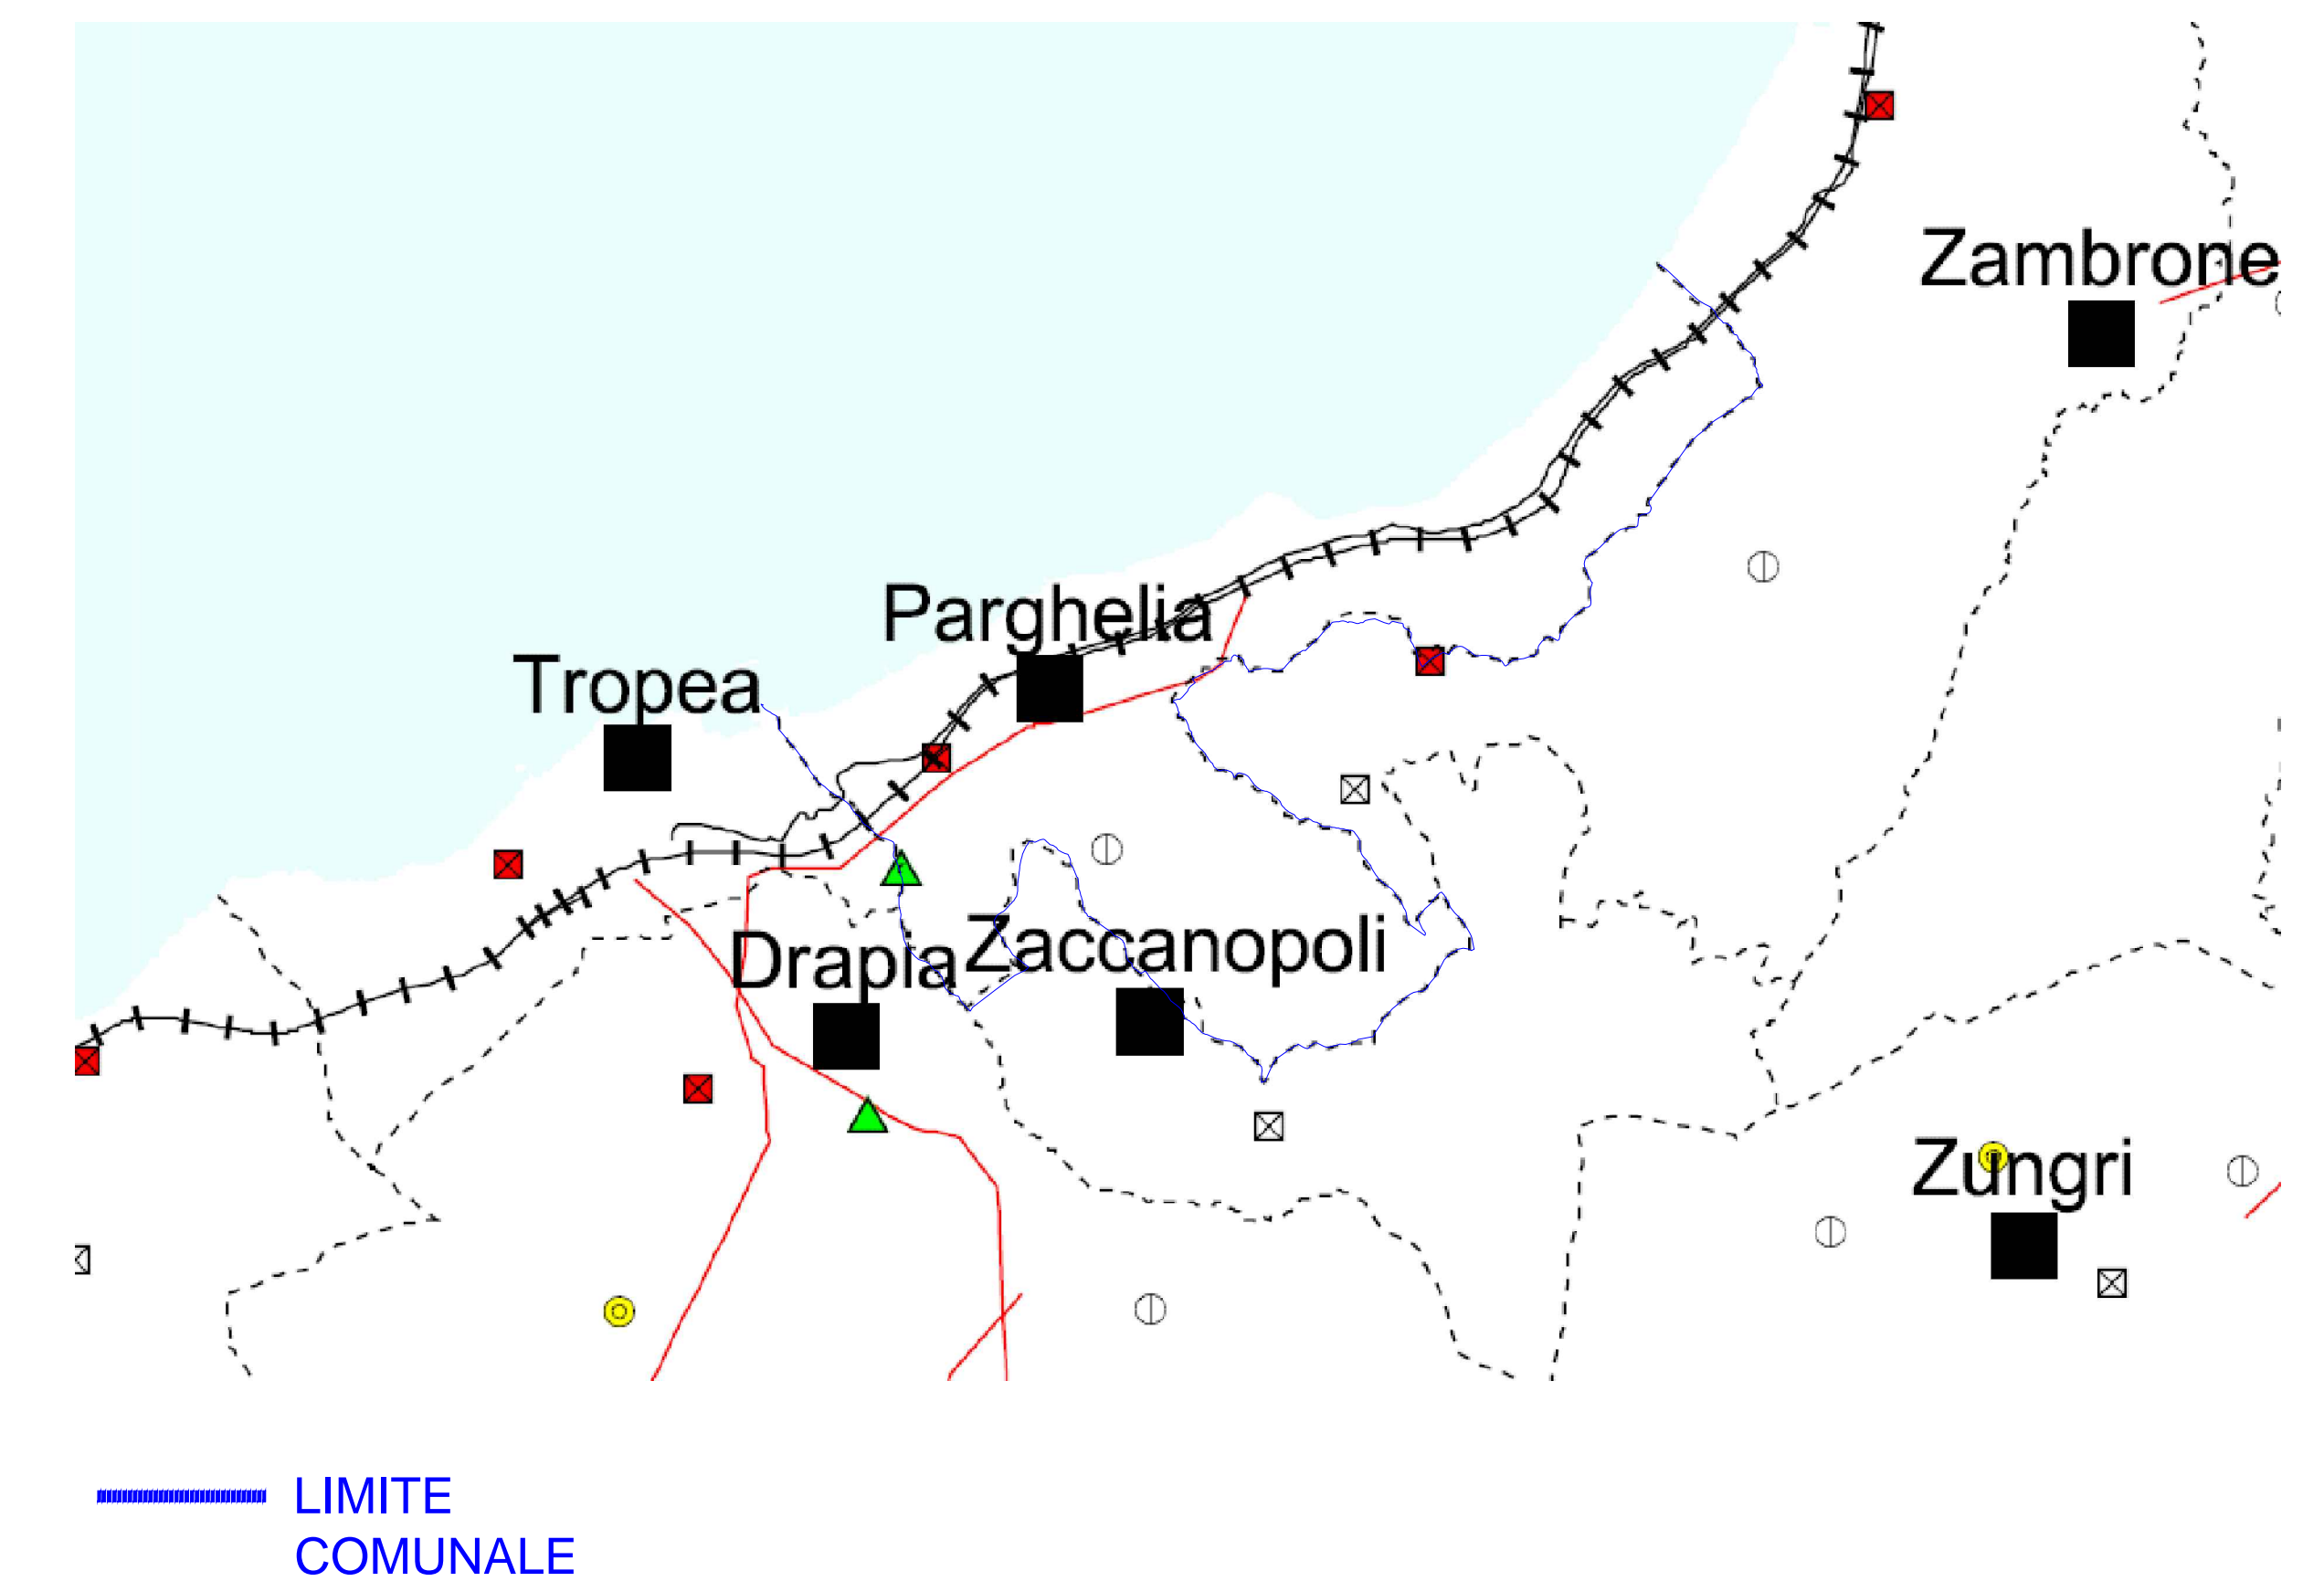 Zambrone
Parghelia
Tropea
Drapia
Zaccanopoli
Zungri
LIMITE
COMUNALE